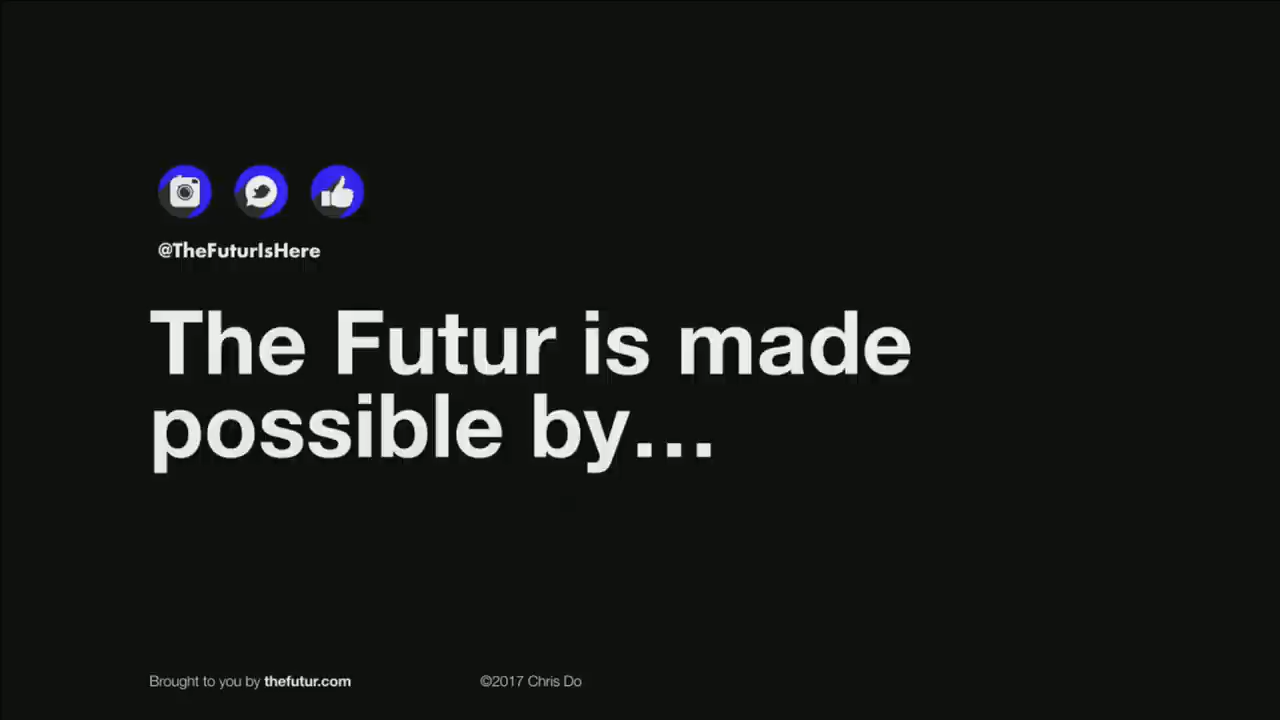 @TheFuturIsHere
The Futur is made
possible by...
Brought to you by thefutur.com
©2017 Chris Do